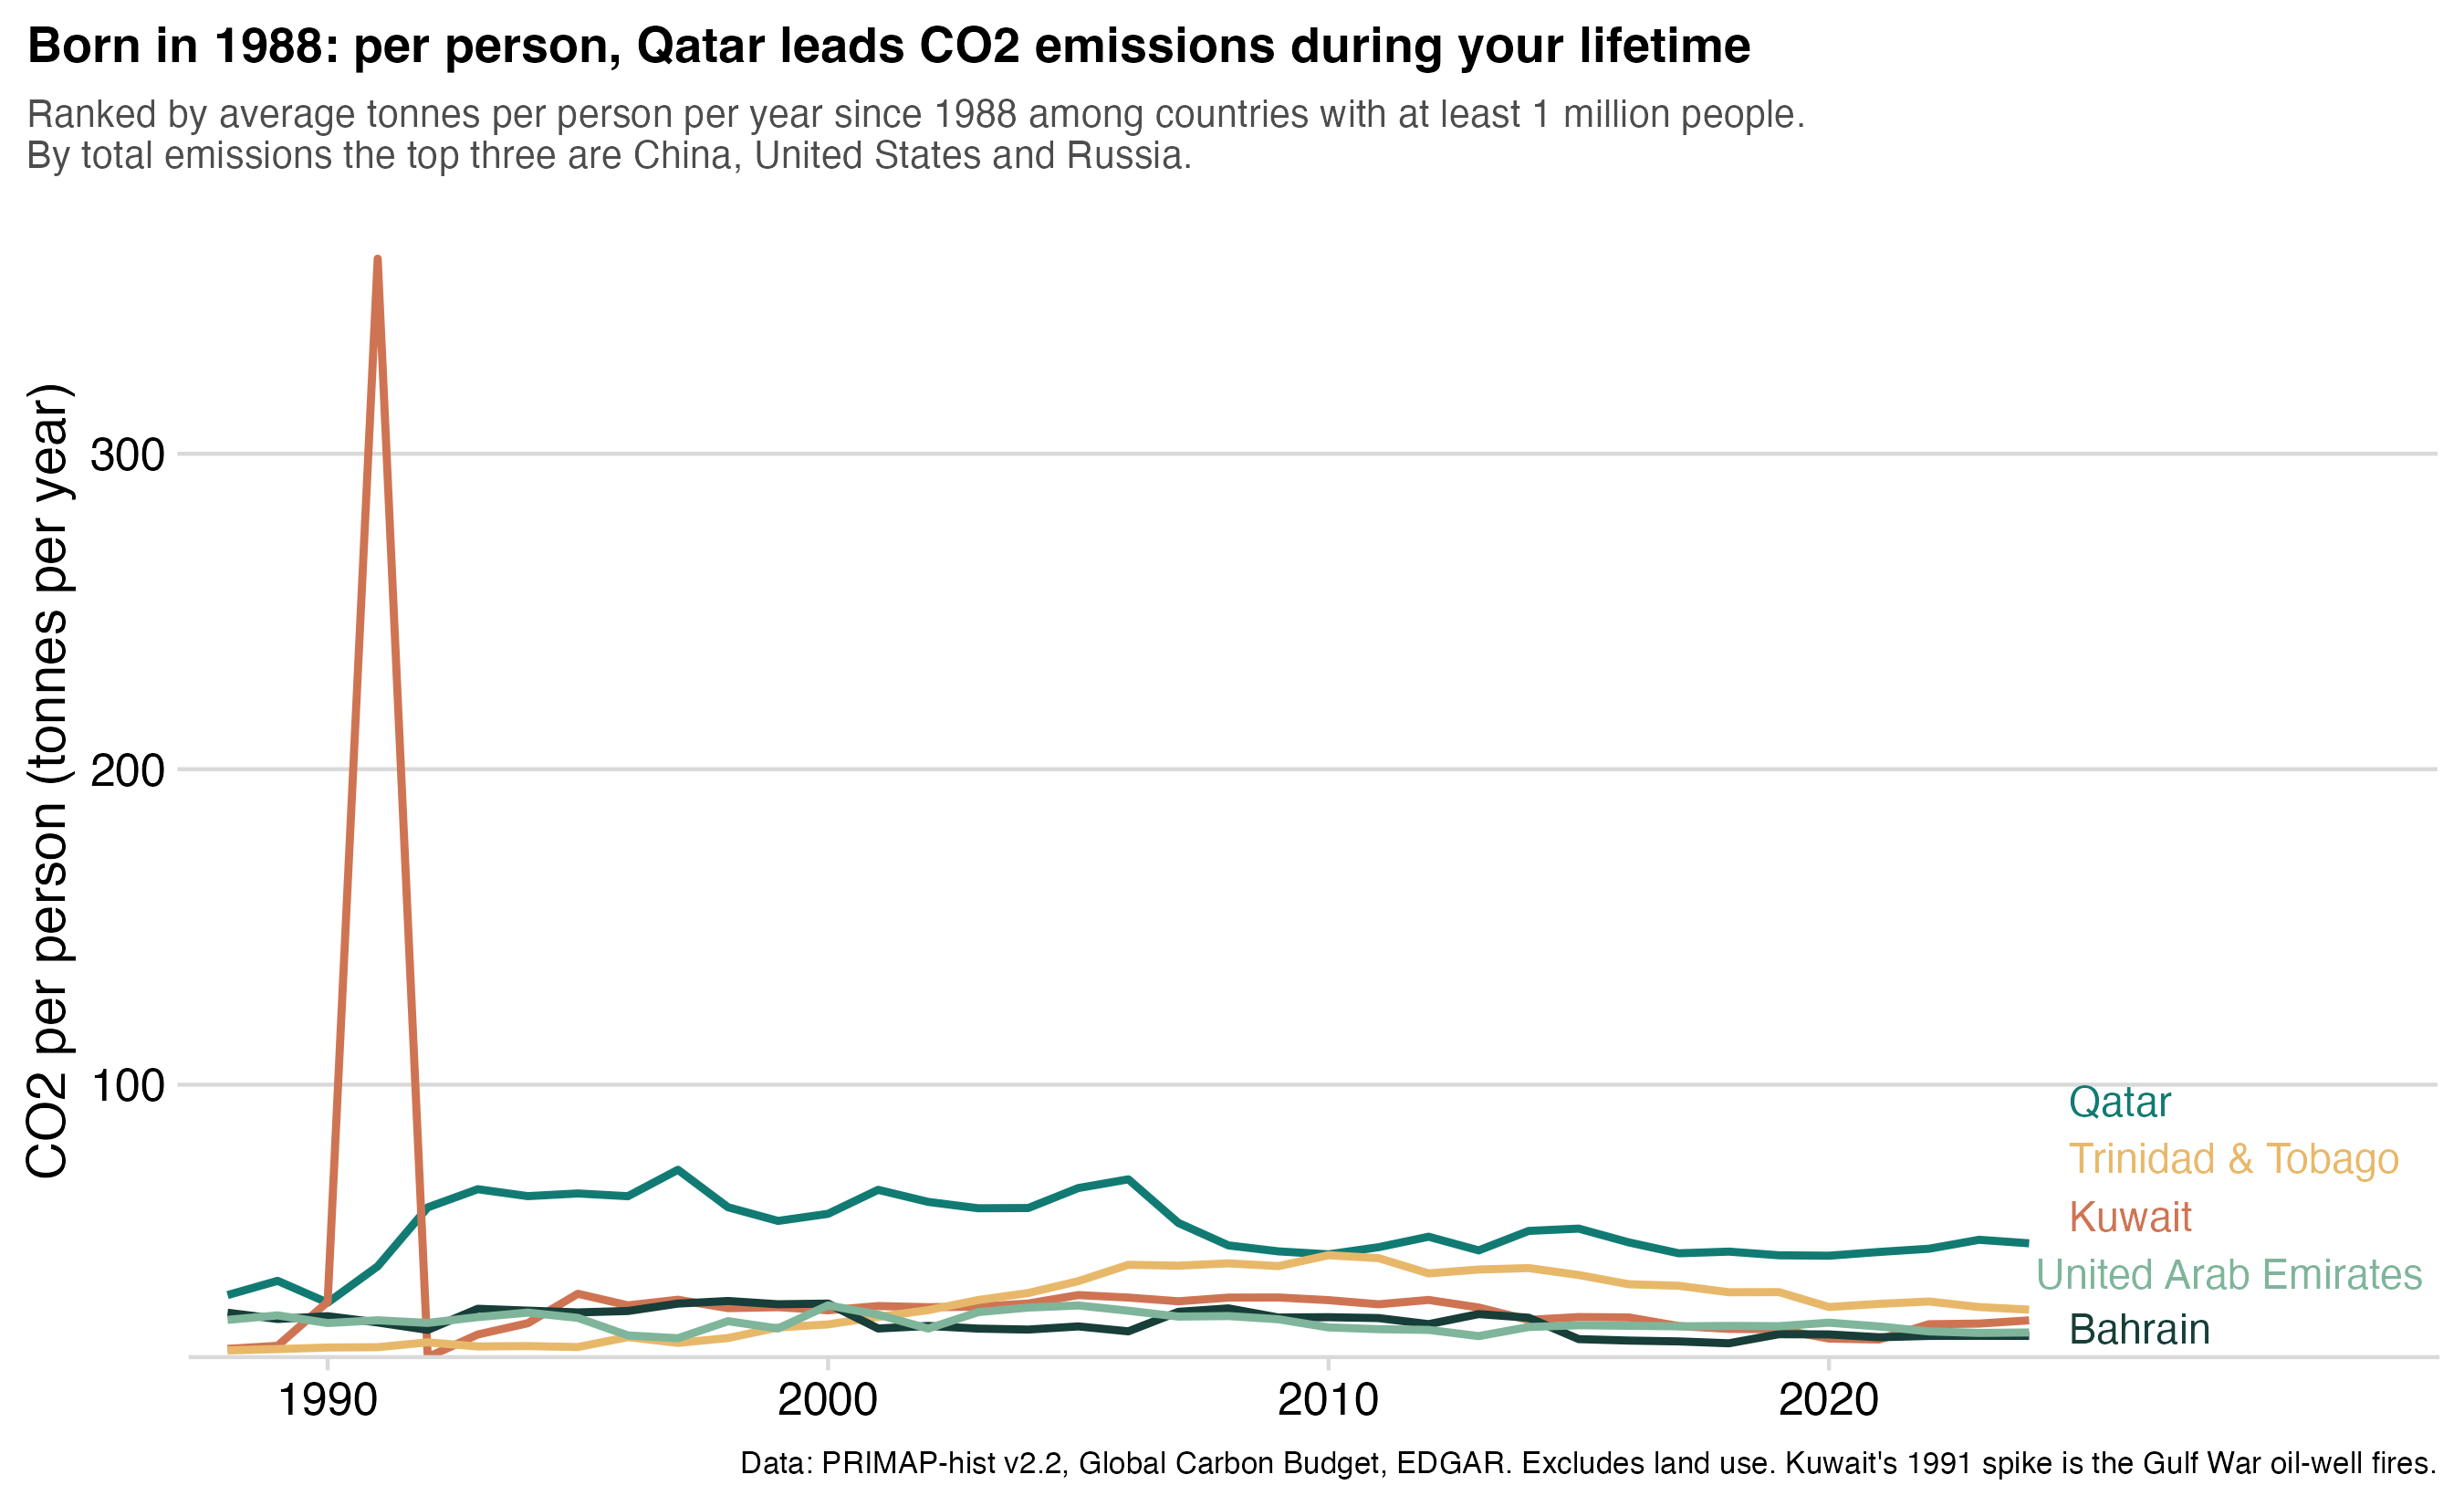 Born in 1988: per person, Qatar leads CO2 emissions during your lifetime
Ranked by average tonnes per person per year since 1988 among countries with at least 1 million people.
By total emissions the top three are China, United States and Russia.
CO2 per person (tonnes per year)
300
200
100
Qatar
Trinidad & Tobago
Kuwait
United Arab Emirates
Bahrain
1990
2000
2010
2020
Data: PRIMAP-hist v2.2, Global Carbon Budget, EDGAR. Excludes land use. Kuwait's 1991 spike is the Gulf War oil-well fires.